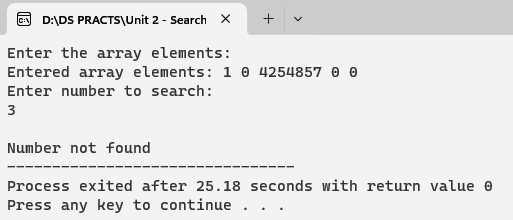 D:\DS PRACTS\Unit 2 - Search
Enter the array elements:
Entered array elements: 1 0 4254857 0 0
Enter number to search:
3
Number not found
--------------------------------
Process exited after 25.18 seconds with return value 0
Press any key to continue . . .